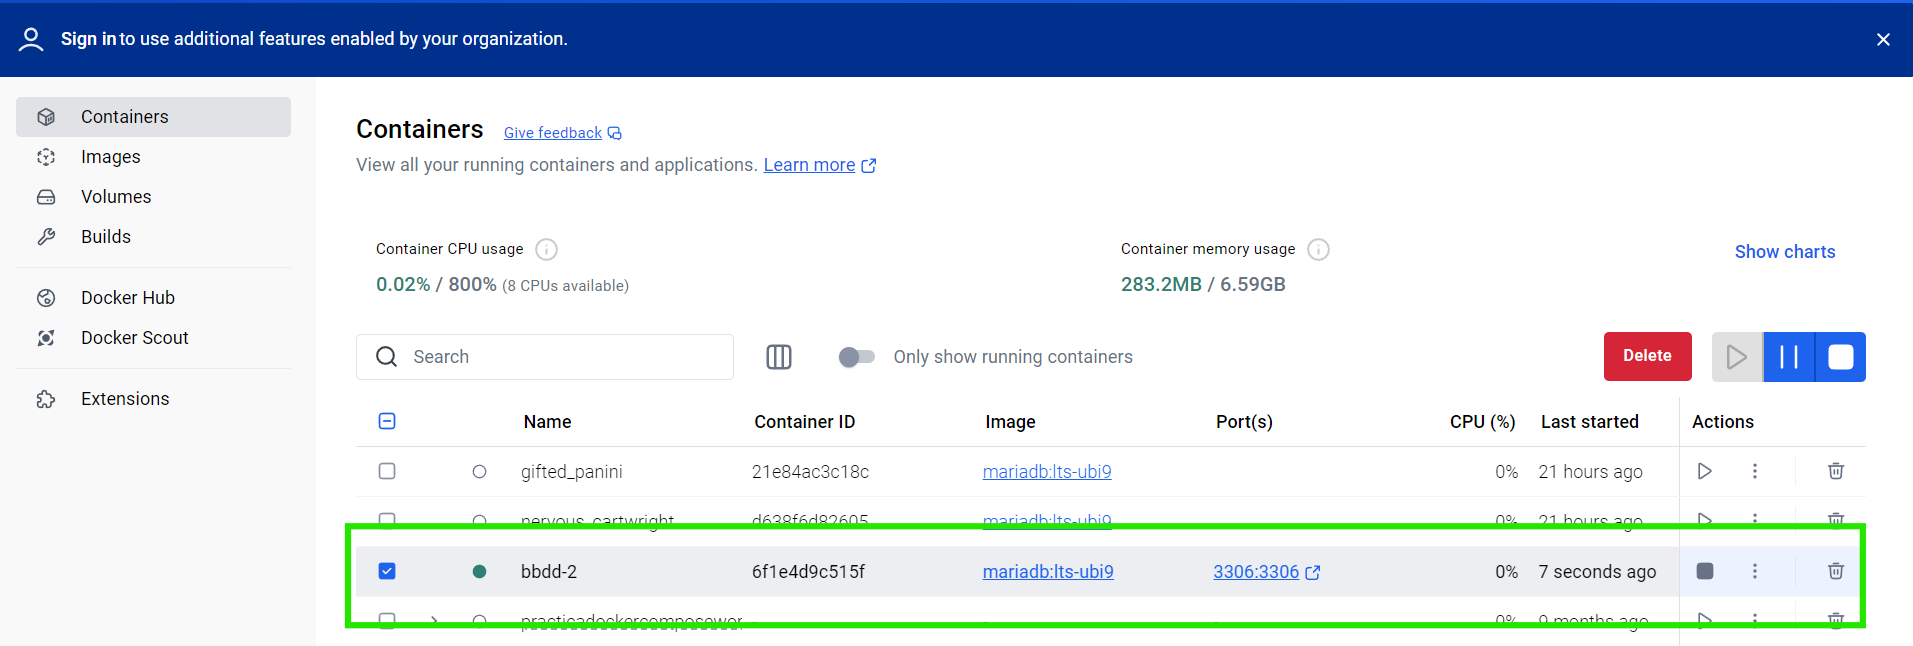 Sign in to use additional features enabled by your organization.
Containers
Images
Volumes
Builds
Docker Hub
Docker Scout
Extensions
Containers Give feedback
View all your running containers and applications. Learn more
Container CPU usage
0.02% / 800% (8 CPUs available)
Container memory usage
283.2MB / 6.59GB
Show charts
Search
Only show running containers
Delete
Name Container ID Image Port(s) CPU (%) Last started Actions
gifted_panini 21e84ac3c18c mariadb:lts-ubi9 0% 21 hours ago
nervous_cartwright d638f6d82605 mariadb:lts-ubi9 0% 21 hours ago
bbdd-2 6f1e4d9c515f mariadb:lts-ubi9 3306:3306 0% 7 seconds ago
practicadockercomposewor - - - 0% 9 months ago